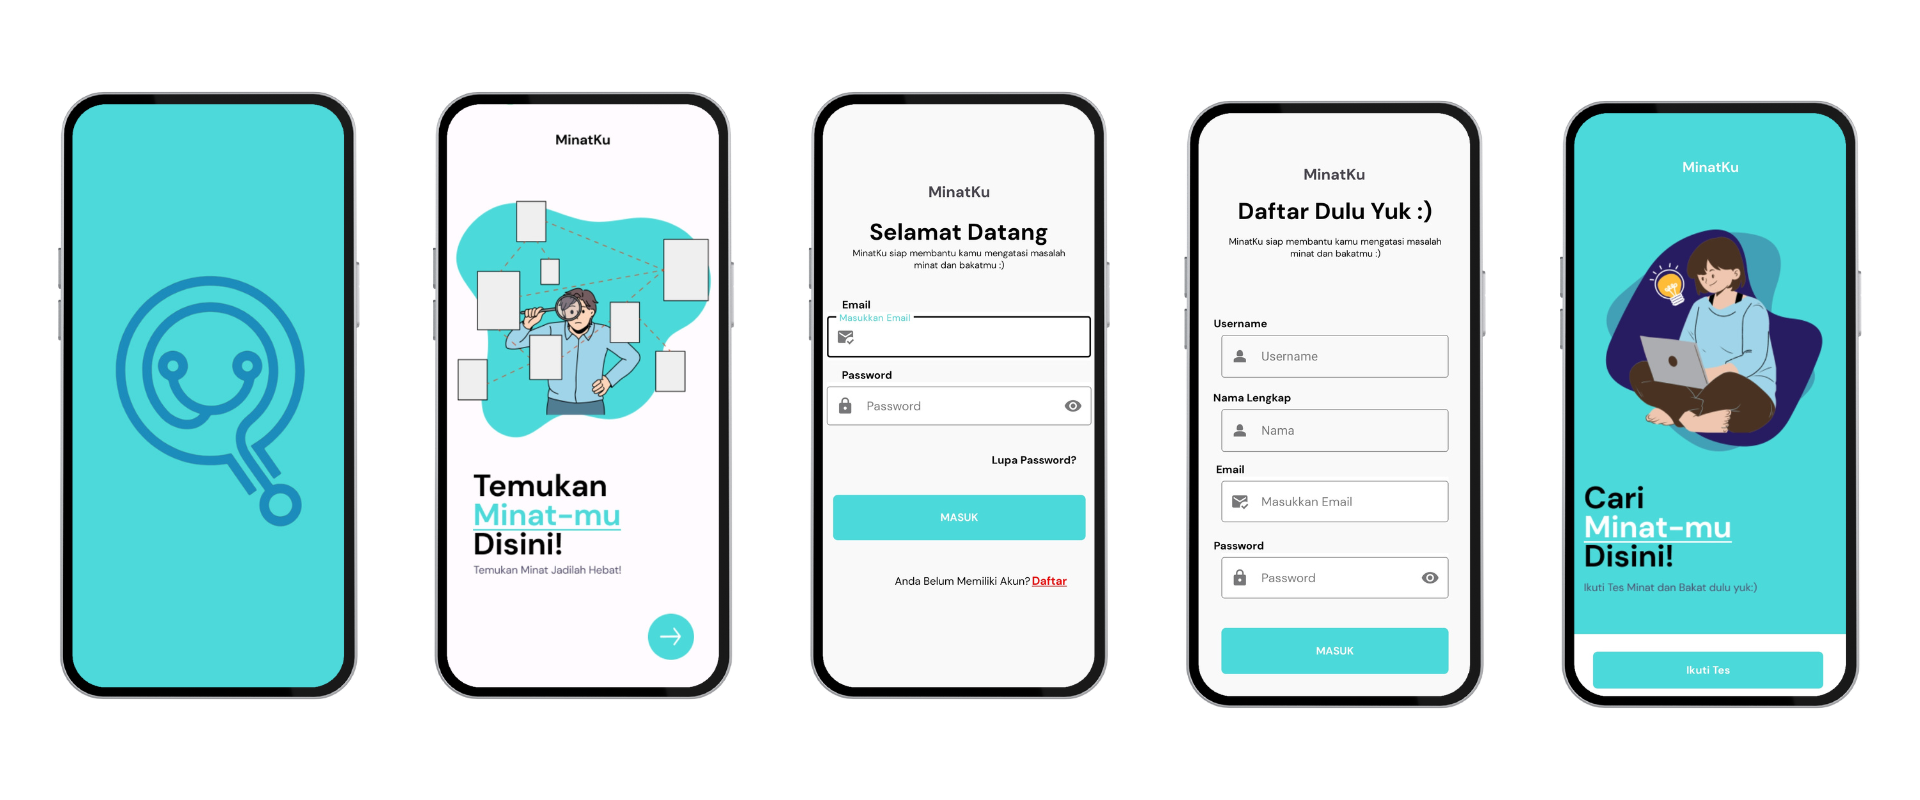 MinatKu
Temukan
Minat-mu
Disini!
Temukan Minat Jadilah Hebat!
MinatKu
Selamat Datang
MinatKu siap membantu kamu mengatasi masalah
minat dan bakatmu :)
Email
Masukkan Email
Password
Password
Lupa Password?
MASUK
Anda Belum Memiliki Akun? Daftar
MinatKu
Daftar Dulu Yuk :)
MinatKu siap membantu kamu mengatasi masalah
minat dan bakatmu :)
Username
Username
Nama Lengkap
Nama
Email
Masukkan Email
Password
Password
MASUK
MinatKu
Cari
Minat-mu
Disini!
Ikuti Tes Minat dan Bakat dulu yuk:)
Ikuti Tes